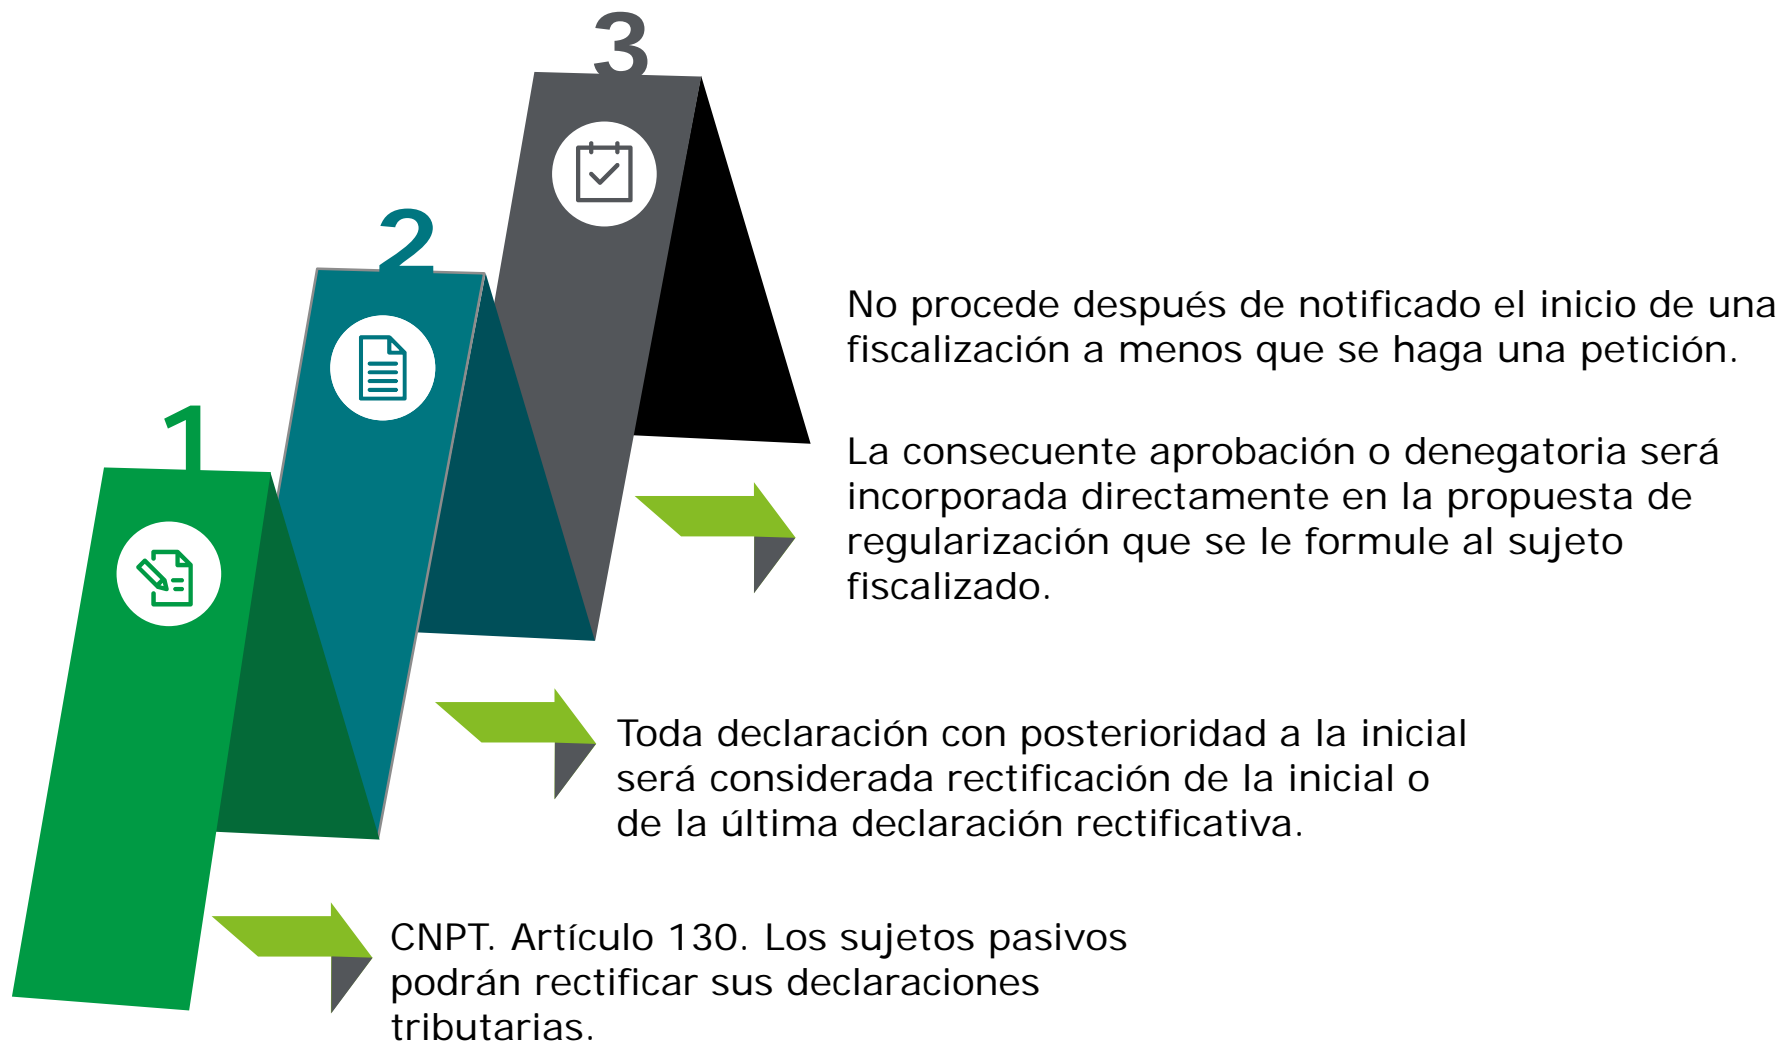 3
2
1
No procede después de notificado el inicio de una
fiscalización a menos que se haga una petición.
La consecuente aprobación o denegatoria será
incorporada directamente en la propuesta de
regularización que se le formule al sujeto
fiscalizado.
Toda declaración con posterioridad a la inicial
será considerada rectificación de la inicial o
de la última declaración rectificativa.
CNPT. Artículo 130. Los sujetos pasivos
podrán rectificar sus declaraciones
tributarias.